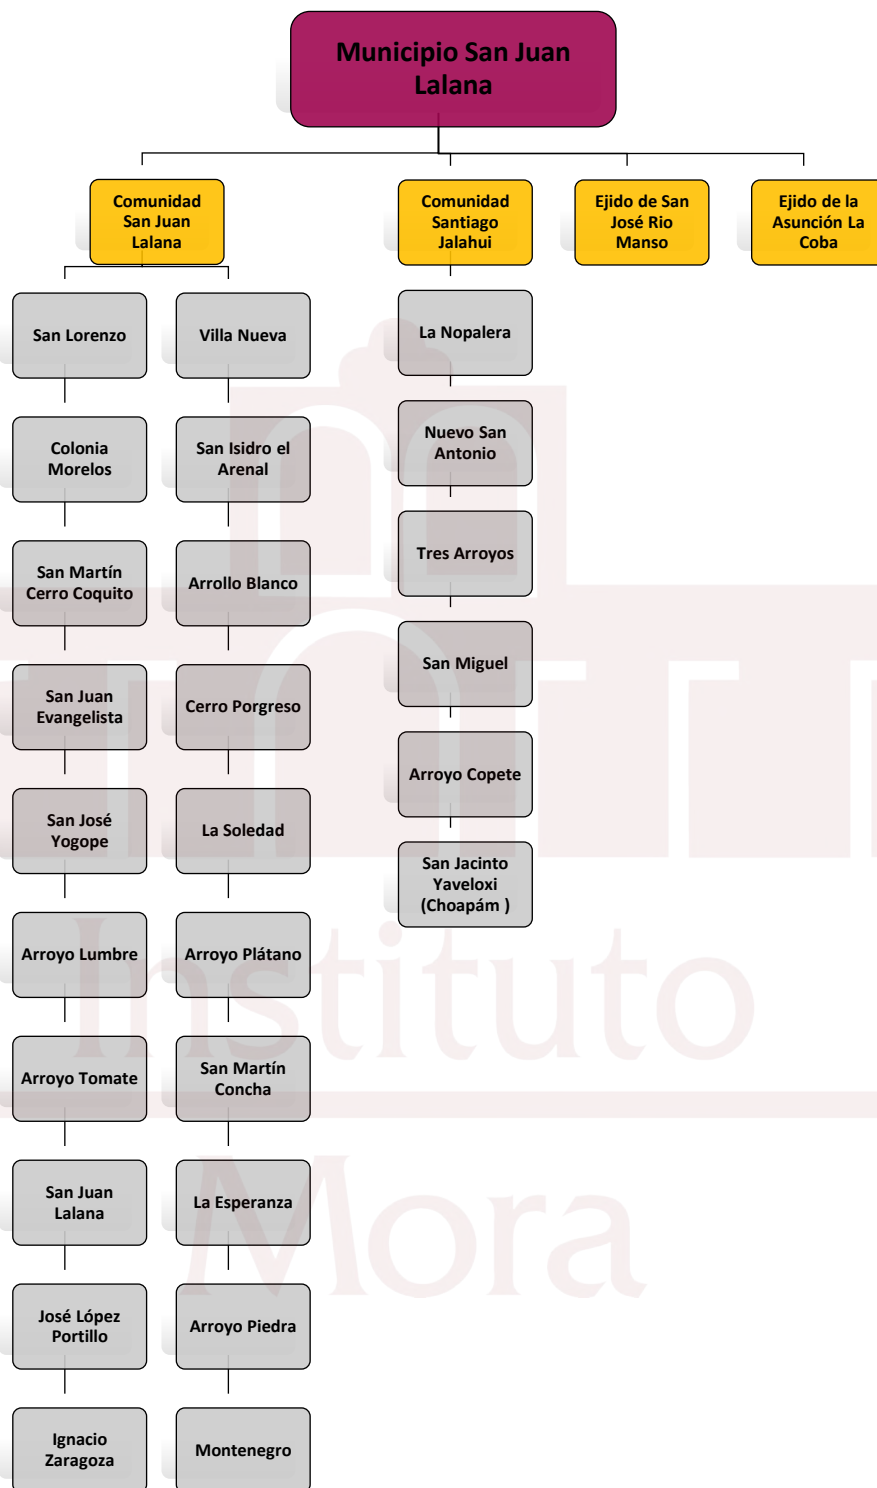 Municipio San Juan
Lalana
Comunidad
San Juan
Lalana
Comunidad
Santiago
Jalahui
Ejido de San
José Rio
Manso
Ejido de la
Asunción La
Coba
San Lorenzo
Colonia
Morelos
San Martín
Cerro Coquito
San Juan
Evangelista
San José
Yogope
Arroyo Lumbre
Arroyo Tomate
San Juan
Lalana
José López
Portillo
Ignacio
Zaragoza
Villa Nueva
San Isidro el
Arenal
Arrollo Blanco
Cerro Porgreso
La Soledad
Arroyo Plátano
San Martín
Concha
La Esperanza
Arroyo Piedra
Montenegro
La Nopalera
Nuevo San
Antonio
Tres Arroyos
San Miguel
Arroyo Copete
San Jacinto
Yaveloxi
(Choapám )
Instituto
Mora